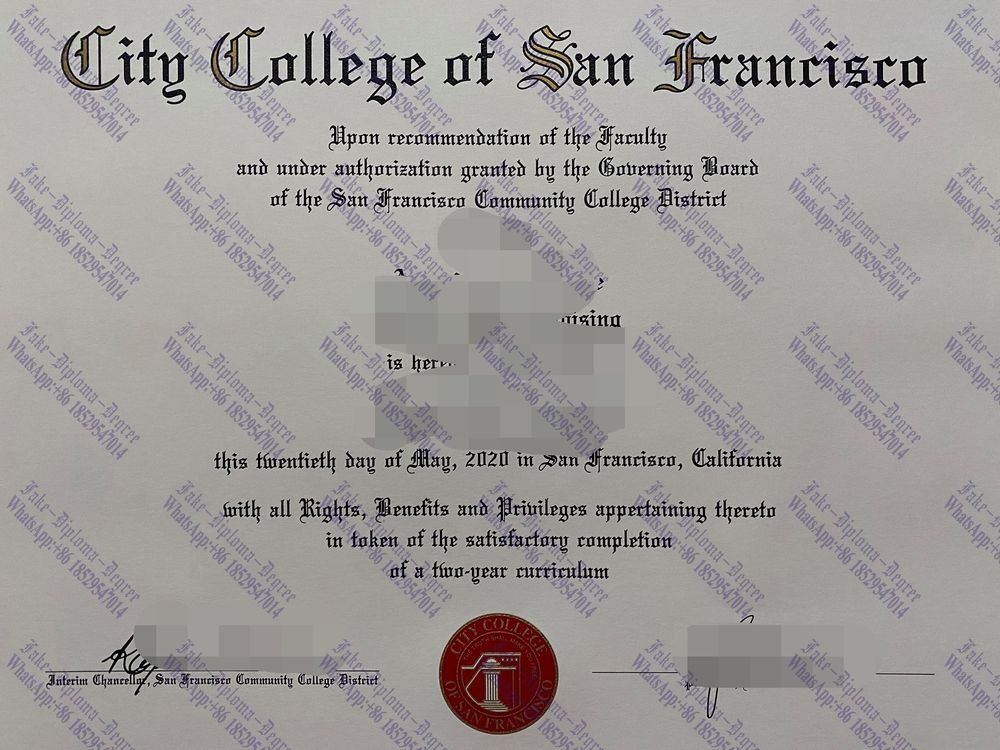 City College of San Francisco
Upon recommendation of the Faculty
and under authorization granted by the Governing Board
of the San Francisco Community College District
is
this twentieth day of May, 2020 in San Francisco, California
with all Rights, Benefits and Privileges appertaining thereto
in token of the satisfactory completion
of a two-year curriculum
CITY COLLEGE
OF SAN FRANCISCO
Interim Chancellor, San Francisco Community College District
Fake-Diploma-Degree
WhatsApp:+86 18529547014